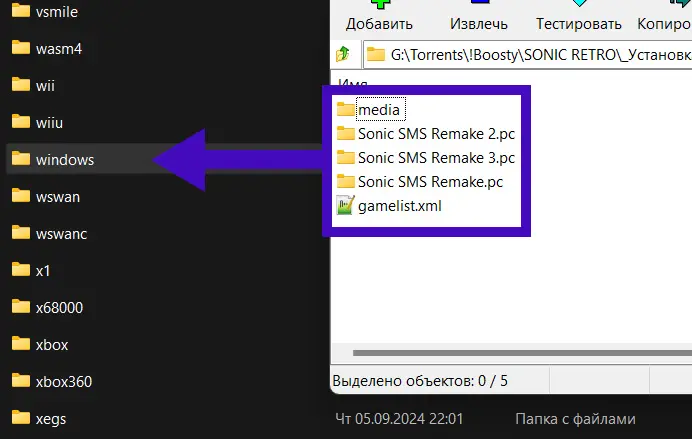 vsmile
wasm4
wii
wiiu
windows
wswan
wswanc
x1
x68000
xbox
xbox360
xegs
Добавить
Извлечь
Тестировать
Копиро
G:\Torrents\!Boosty\SONIC RETRO\_Установка
Имя
media
Sonic SMS Remake 2.pc
Sonic SMS Remake 3.pc
Sonic SMS Remake.pc
gamelist.xml
Выделено объектов: 0 / 5
Чт 05.09.2024 22:01
Папка с файлами